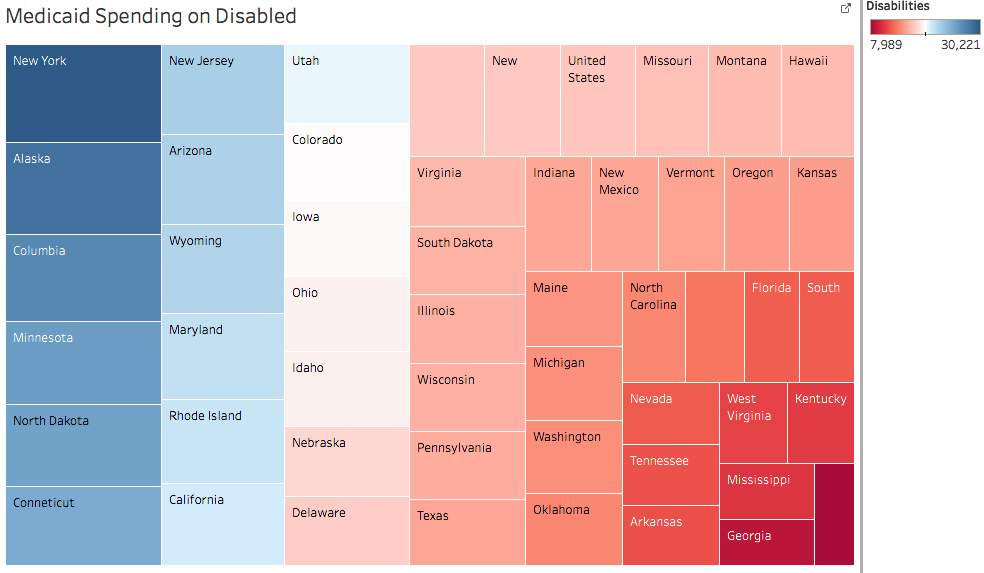 Medicaid Spending on Disabled
Disabilities
7,989 30,221
New York
Alaska
Columbia
Minnesota
North Dakota
Conneticut
New Jersey
Arizona
Wyoming
Maryland
Rhode Island
California
Utah
Colorado
Iowa
Ohio
Idaho
Nebraska
Delaware
New
United
States
Missouri
Montana
Hawaii
Virginia
South Dakota
Illinois
Wisconsin
Pennsylvania
Texas
Indiana
New
Mexico
Vermont
Oregon
Kansas
Maine
Michigan
Washington
Oklahoma
North
Carolina
Florida
South
Nevada
Tennessee
Arkansas
West
Virginia
Kentucky
Mississippi
Georgia